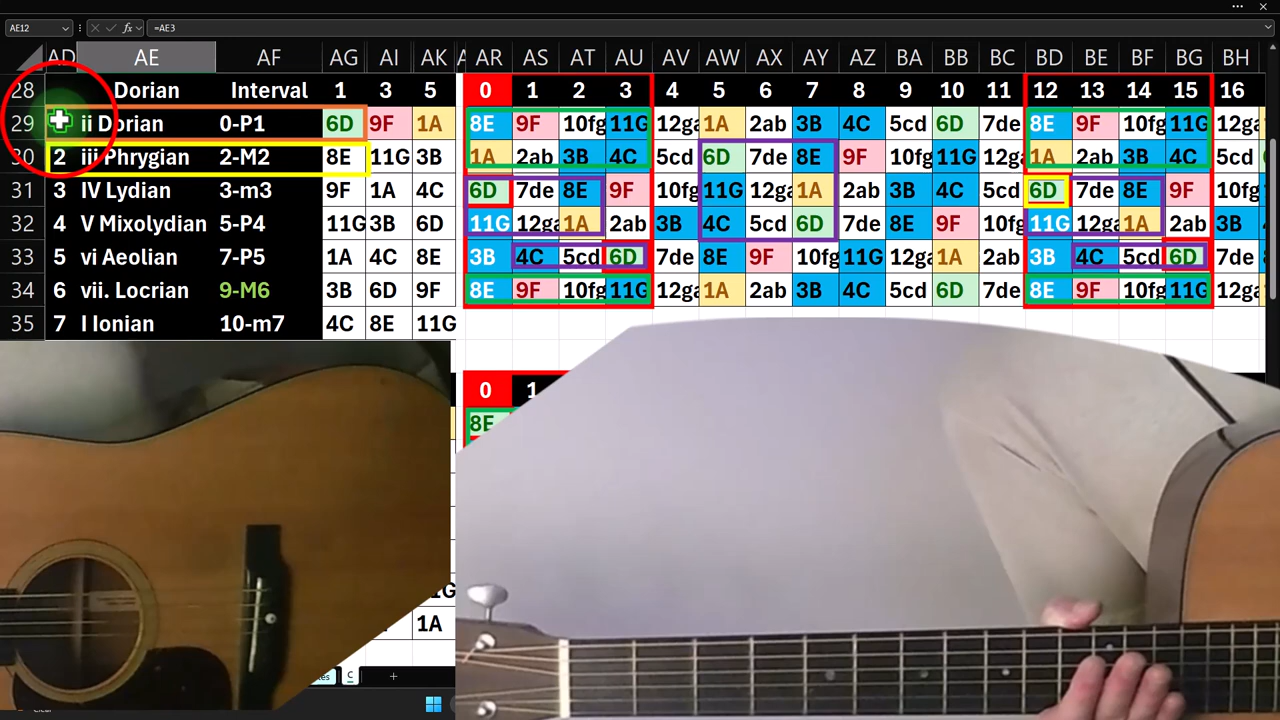 AE12 fx =AE3
AD AE AF AG AI AK AR AS AT AU AV AW AX AY AZ BA BB BC BD BE BF BG BH
28 Dorian Interval 1 3 5 0 1 2 3 4 5 6 7 8 9 10 11 12 13 14 15 16
29 ii Dorian 0-P1 6D 9F 1A 8E 9F 10fg 11G 12ga 1A 2ab 3B 4C 5cd 6D 7de 8E 9F 10fg 11G 12ga
30 2 iii Phrygian 2-M2 8E 11G 3B 1A 2ab 3B 4C 5cd 6D 7de 8E 9F 10fg 11G 12ga 1A 2ab 3B 4C 5cd
31 3 IV Lydian 3-m3 9F 1A 4C 6D 7de 8E 9F 10fg 11G 12ga 1A 2ab 3B 4C 5cd 6D 7de 8E 9F 10fg
32 4 V Mixolydian 5-P4 11G 3B 6D 11G 12ga 1A 2ab 3B 4C 5cd 6D 7de 8E 9F 10fg 11G 12ga 1A 2ab 3B
33 5 vi Aeolian 7-P5 1A 4C 8E 3B 4C 5cd 6D 7de 8E 9F 10fg 11G 12ga 1A 2ab 3B 4C 5cd 6D 7de
34 6 vii. Locrian 9-M6 3B 6D 9F 8E 9F 10fg 11G 12ga 1A 2ab 3B 4C 5cd 6D 7de 8E 9F 10fg 11G 12ga
35 7 I Ionian 10-m7 4C 8E 11G
0 1
8E
1A
C